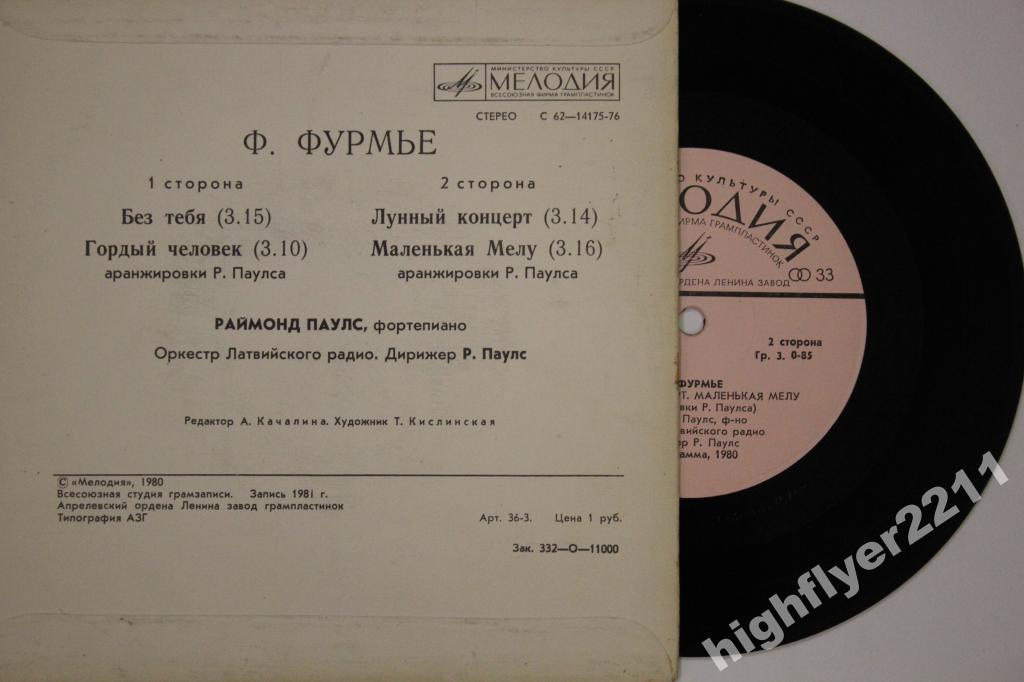 МИНИСТЕРСТВО КУЛЬТУРЫ СССР
МЕЛОДИЯ
ВСЕСОЮЗНАЯ ФИРМА ГРАМПЛАСТИНОК
СТЕРЕО С 62—14175-76
Ф. ФУРМЬЕ
1 сторона
Без тебя (3.15)
Гордый человек (3.10)
аранжировки Р. Паулса
2 сторона
Лунный концерт (3.14)
Маленькая Мелу (3.16)
аранжировки Р. Паулса
РАЙМОНД ПАУЛС, фортепиано
Оркестр Латвийского радио. Дирижер Р. Паулс
Редактор А. Качалина. Художник Т. Кислинская
© «Мелодия», 1980
Всесоюзная студия грамзаписи. Запись 1981 г.
Апрелевский ордена Ленина завод грампластинок
Типография АЗГ
Арт. 36-3. Цена 1 руб.
Зак. 332—О—11000
О КУЛЬТУРЫ СССР
ОДИЯ
ИРМА ГРАМПЛАСТИНОК
33
ОРДЕНА ЛЕНИНА ЗАВОД
2 сторона
Гр. 3. 0-85
ФУРМЬЕ
РТ. МАЛЕНЬКАЯ МЕЛУ
вки Р. Паулса)
Паулс, ф-но
вийского радио
ер Р. Паулс
амма, 1980
highflyer2211